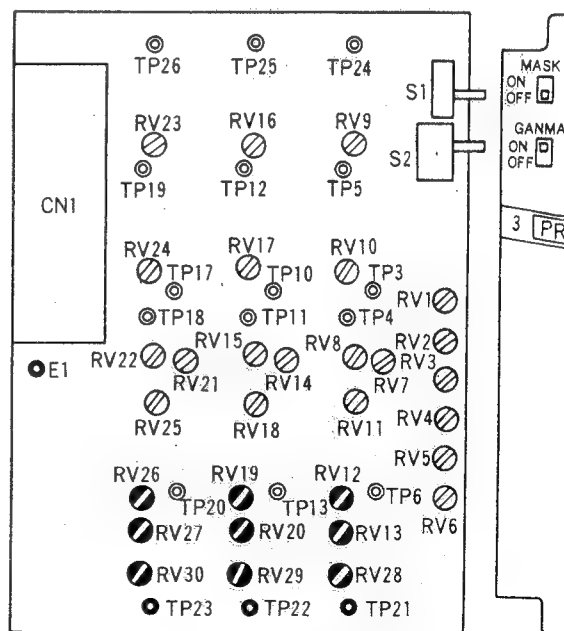 TP26 TP25 TP24
MASK
S1
ON
OFF
RV23 RV16 RV9
GANMA
S2
ON
OFF
TP19 TP12 TP5
CN1
3 PR
RV24 RV17 RV10
TP17 TP10 TP3
RV1
TP18 TP11 TP4
RV15 RV8 RV2
RV22 RV3
E1 RV21 RV14 RV7
RV25 RV18 RV11 RV4
RV5
RV26 RV19 RV12
TP20 TP13 TP6
RV6
RV27 RV20 RV13
RV30 RV29 RV28
TP23 TP22 TP21